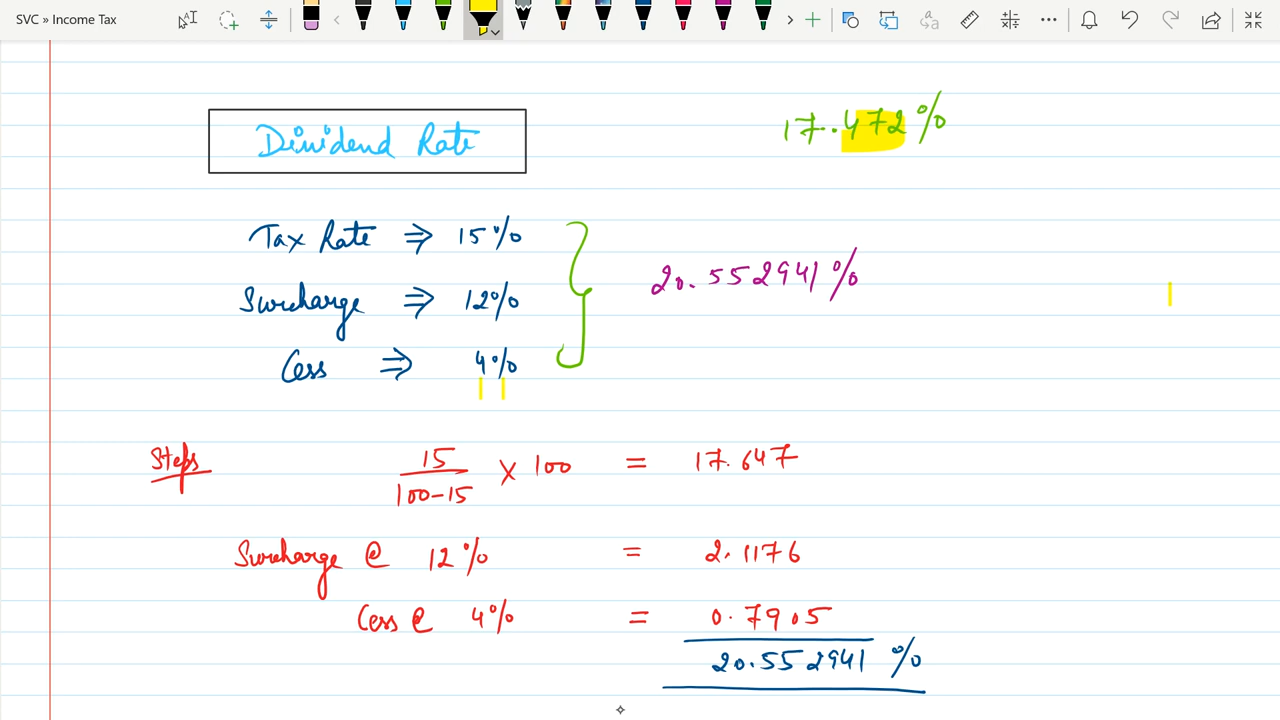 SVC » Income Tax
Dividend Rate
17.472%
Tax Rate ⇒ 15%
Surcharge ⇒ 12%
Cess ⇒ 4%
20.552941%
Steps
15
100-15
× 100 = 17.647
Surcharge @ 12% = 2.1176
Cess @ 4% = 0.7905
20.552941 %